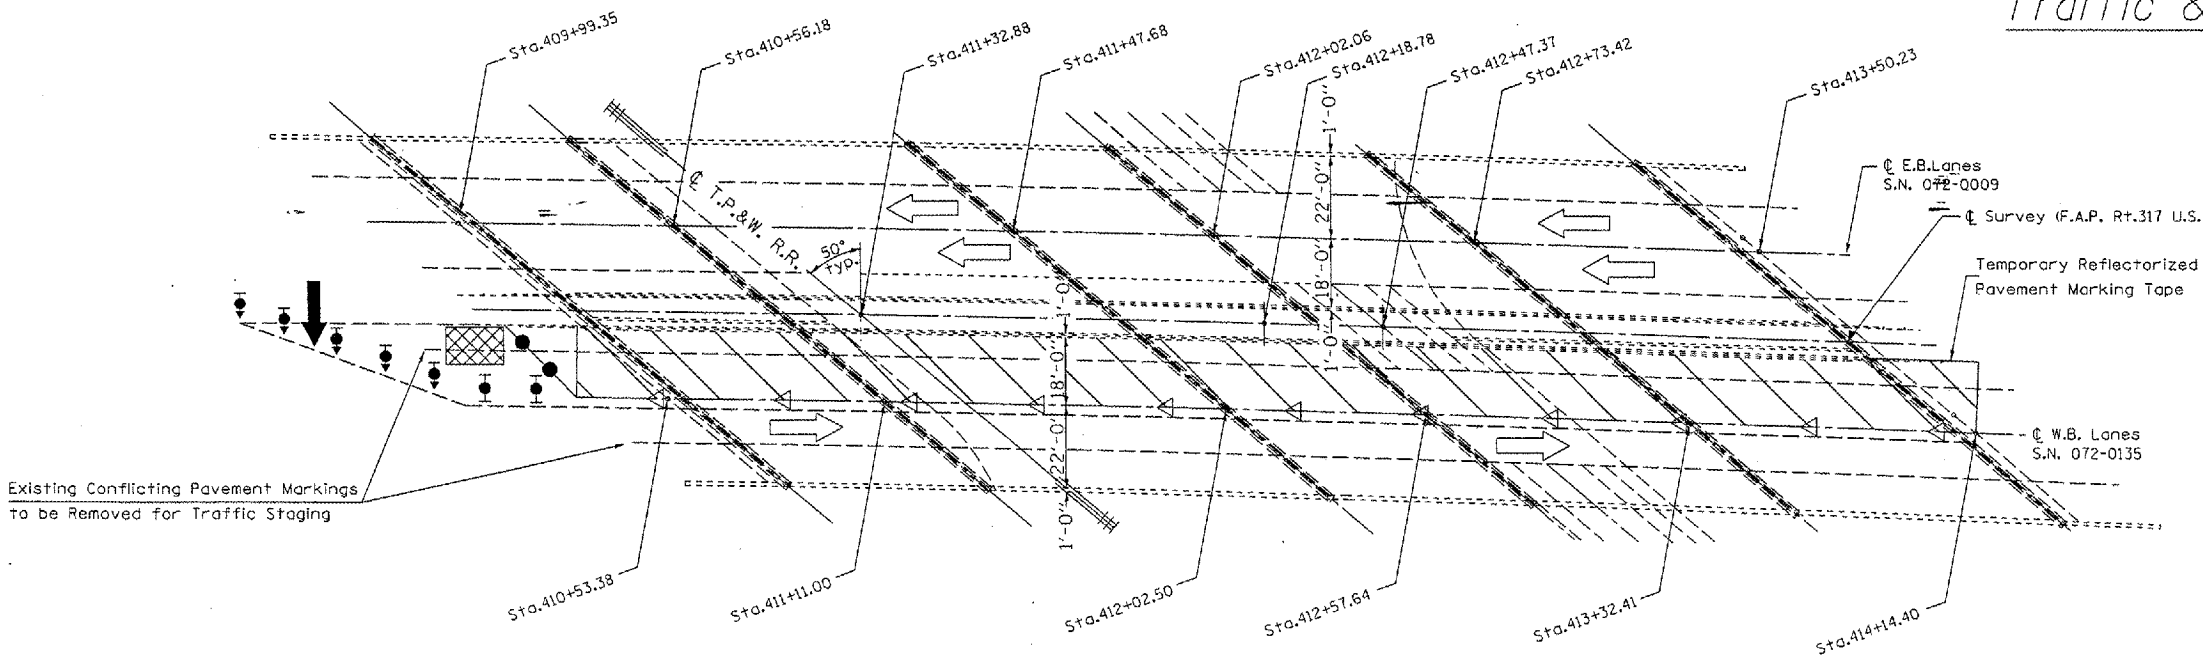 Traffic &
Sta.409+99.35
Sta.410+56.18
Sta.411+32.88
Sta.411+47.68
Sta.412+02.06
Sta.412+18.78
Sta.412+47.37
Sta.412+73.42
Sta.413+50.23
1'-0"
22'-0"
18'-0"
1'-0"
℄ E.B.Lanes
S.N. 072-0009
℄ Survey (F.A.P. Rt.317 U.S.
Temporary Reflectorized
Pavement Marking Tape
℄ T.P.&W. R.R.
50°
typ.
1'-0"
18'-0"
22'-0"
1'-0"
℄ W.B. Lanes
S.N. 072-0135
Existing Conflicting Pavement Markings
to be Removed for Traffic Staging
Sta.410+53.38
Sta.411+11.00
Sta.412+02.50
Sta.412+57.64
Sta.413+32.41
Sta.414+14.40